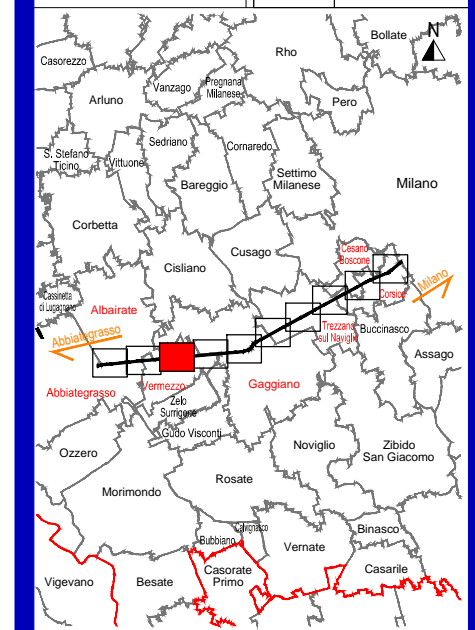 N
Bollate
Rho
Casorezzo
Vanzago
Pregnana
Milanese
Arluno
Pero
Sedriano
Cornaredo
S. Stefano
Ticino
Vittuone
Settimo
Milanese
Bareggio
Milano
Corbetta
Cusago
Cesano
Boscone
Cisliano
Milano
Cassinetta
di Lugagnano
Corsico
Albairate
Trezzano
sul Naviglio
Buccinasco
Abbiategrasso
Assago
Abbiategrasso
Vermezzo
Gaggiano
Zelo
Surrigone
Gudo Visconti
Noviglio
Zibido
San Giacomo
Ozzero
Rosate
Morimondo
Calvignasco
Binasco
Bubbiano
Vernate
Vigevano
Besate
Casorate
Primo
Casarile